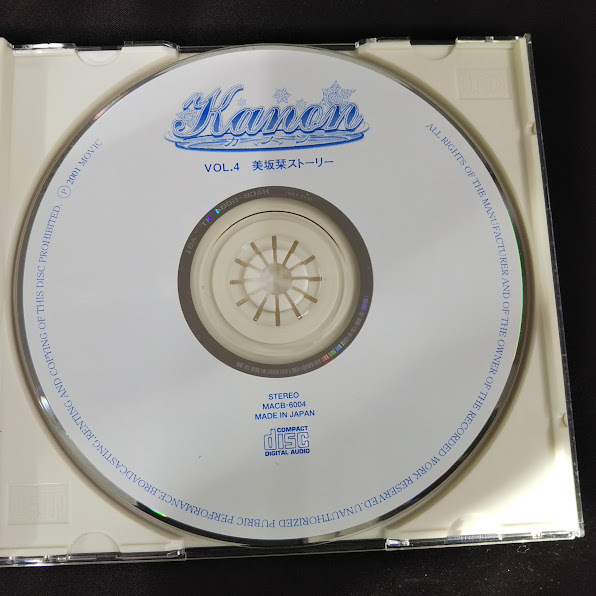 Kanon
カノン
VOL.4 美坂栞ストーリー
STEREO
MACB-6004
MADE IN JAPAN
COMPACT
disc
DIGITAL AUDIO
ALL RIGHTS OF THE MANUFACTURER AND OF THE OWNER OF THE RECORDED WORK RESERVED.UNAUTHORIZED PUBRIC PERFORMANCE.BROADCASTING.RENTING AND COPYING OF THIS DISC PROHIBITED. Ⓟ 2001 MOVIC